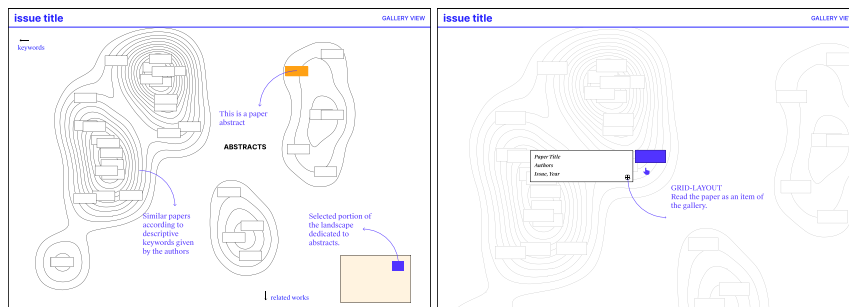 issue title
GALLERY VIEW
keywords
This is a paper
abstract
ABSTRACTS
Similar papers
according to
descriptive
keywords given
by the authors
Selected portion of
the landscape
dedicated to
abstracts.
related works
issue title
GALLERY VIEW
Paper Title
Authors
Issue, Year
GRID-LAYOUT
Read the paper as an item of
the gallery.